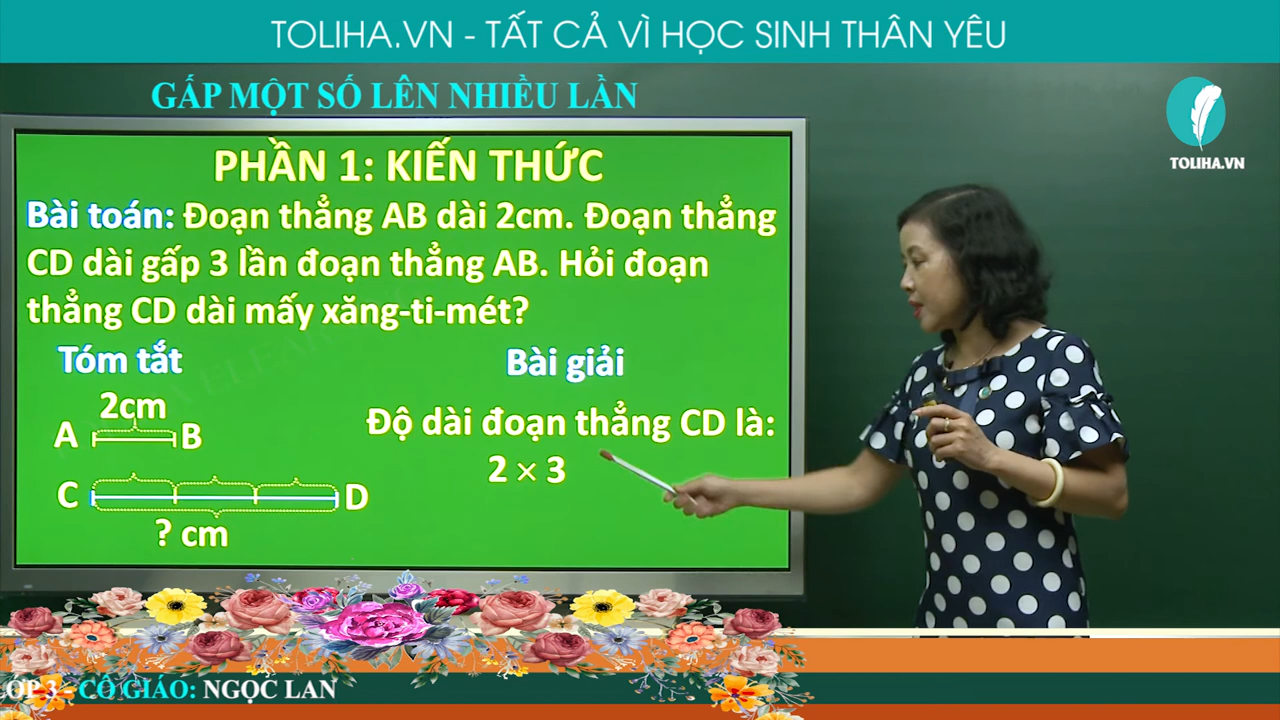 TOLIHA.VN - TẤT CẢ VÌ HỌC SINH THÂN YÊU
GẤP MỘT SỐ LÊN NHIỀU LẦN
TOLIHA.VN
PHẦN 1: KIẾN THỨC
Bài toán: Đoạn thẳng AB dài 2cm. Đoạn thẳng
CD dài gấp 3 lần đoạn thẳng AB. Hỏi đoạn
thẳng CD dài mấy xăng-ti-mét?
Tóm tắt
2cm
A B
C D
? cm
Bài giải
Độ dài đoạn thẳng CD là:
2 × 3
ỚP 3 - CÔ GIÁO: NGỌC LAN